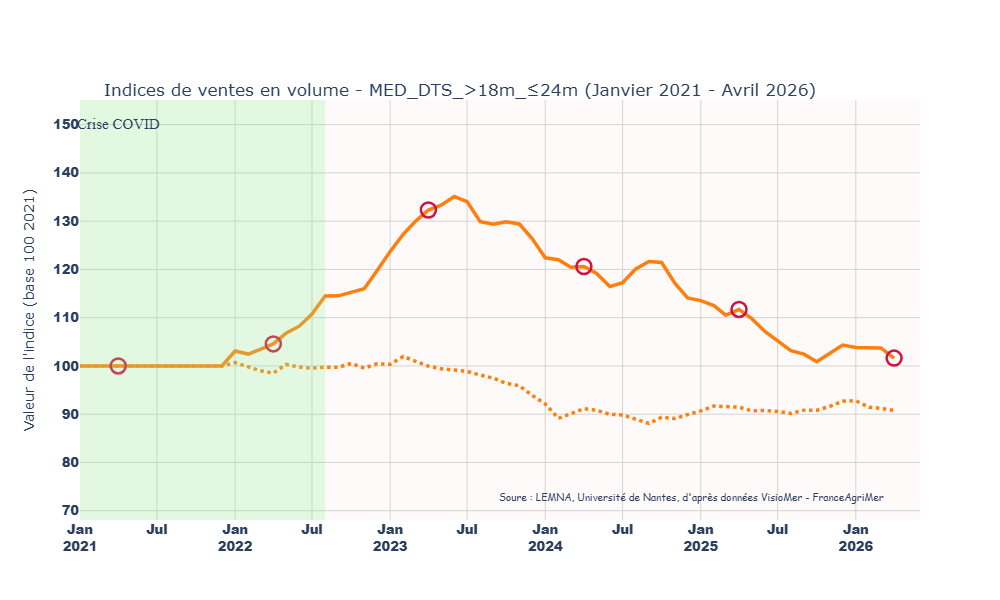 Indices de ventes en volume - MED_DTS_>18m_≤24m (Janvier 2021 - Avril 2026)
Crise COVID
Valeur de l'indice (base 100 2021)
150
140
130
120
110
100
90
80
70
Soure : LEMNA, Université de Nantes, d'après données VisioMer - FranceAgriMer
Jan Jul Jan Jul Jan Jul Jan Jul Jan Jul Jan
2021 2022 2023 2024 2025 2026